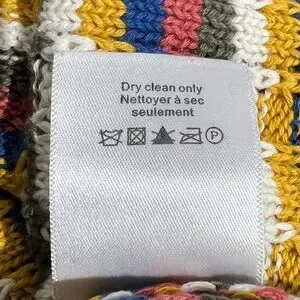 Dry clean only
Nettoyer à sec
seulement
P